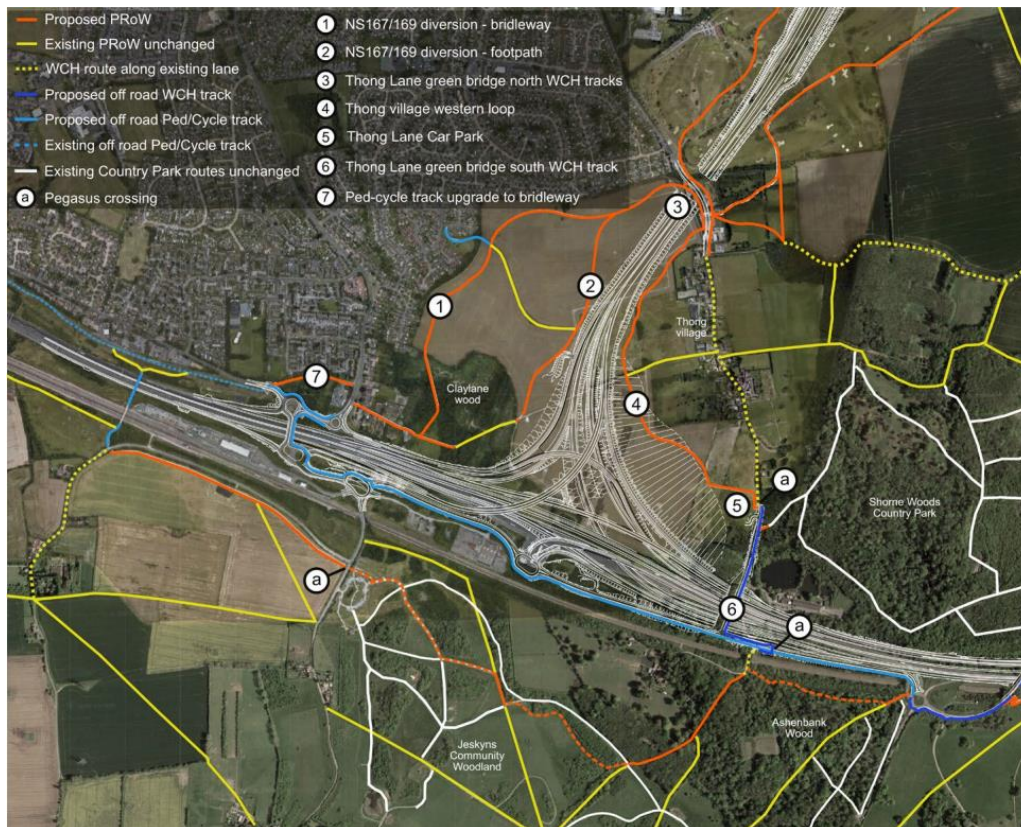 Proposed PRoW
Existing PRoW unchanged
WCH route along existing lane
Proposed off road WCH track
Proposed off road Ped/Cycle track
Existing off road Ped/Cycle track
Existing Country Park routes unchanged
a Pegasus crossing
1 NS167/169 diversion - bridleway
2 NS167/169 diversion - footpath
3 Thong Lane green bridge north WCH tracks
4 Thong village western loop
5 Thong Lane Car Park
6 Thong Lane green bridge south WCH track
7 Ped-cycle track upgrade to bridleway
3
1
2
Thong
village
7
Claylane
wood
4
5
a
Shorne Woods
Country Park
a
6
a
Ashenbank
Wood
Jeskyns
Community
Woodland